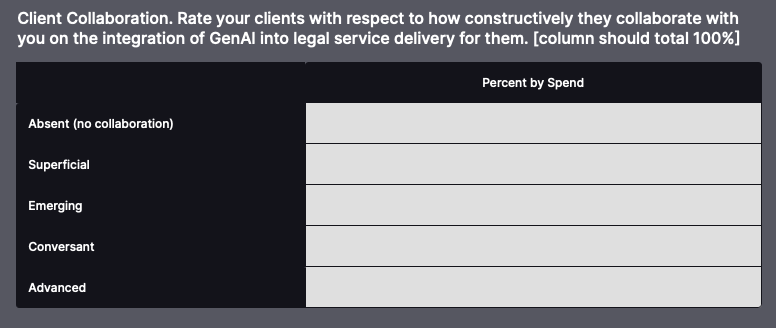 Client Collaboration. Rate your clients with respect to how constructively they collaborate with
you on the integration of GenAI into legal service delivery for them. [column should total 100%]
Percent by Spend
Absent (no collaboration)
Superficial
Emerging
Conversant
Advanced